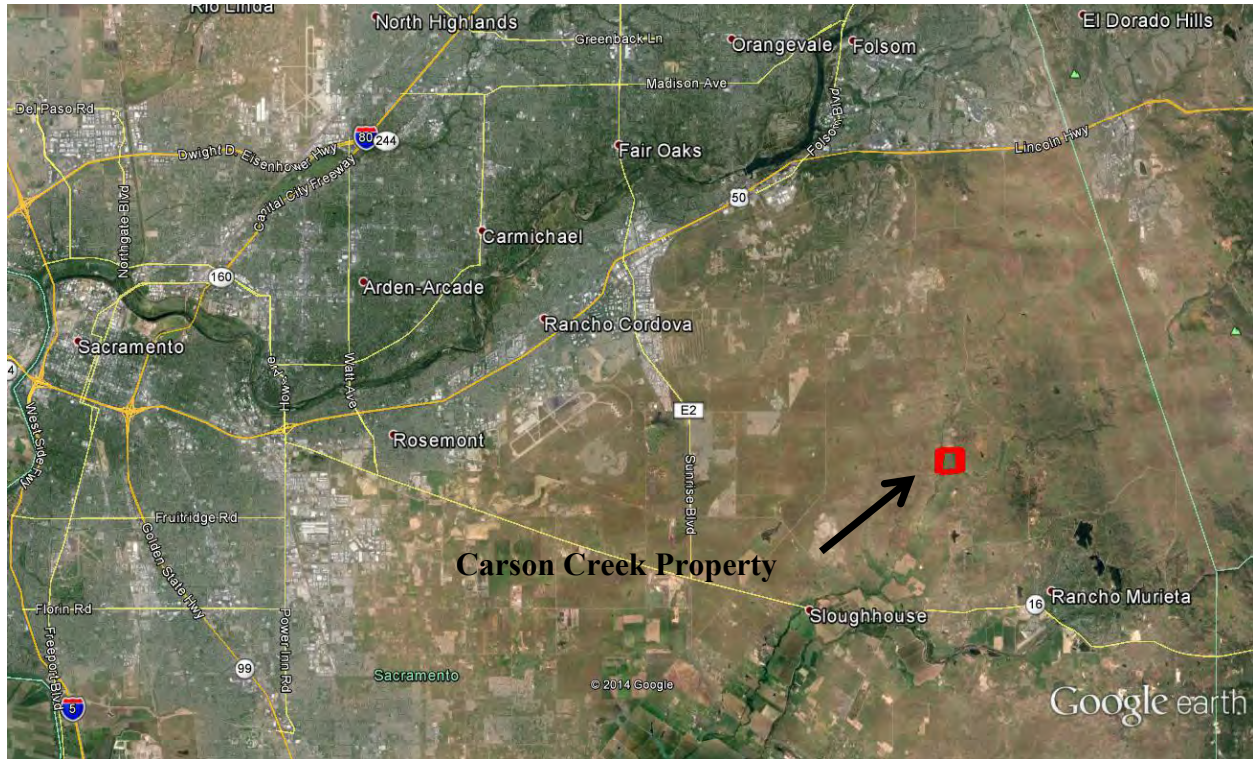 Rio Linda
North Highlands
Greenback Ln
Orangevale
Folsom
El Dorado Hills
Madison Ave
Del Paso Rd
80
244
Dwight D. Eisenhower Hwy
Fair Oaks
Folsom Blvd
Lincoln Hwy
Capital City Freeway
50
Northgate Blvd
Carmichael
160
Arden-Arcade
Rancho Cordova
Sacramento
Watt Ave
Howe Ave
4
E2
West Side Fwy
Rosemont
Sunrise Blvd
Fruitridge Rd
Golden State Hwy
Carson Creek Property
Florin Rd
Power Inn Rd
Sloughhouse
16
Rancho Murieta
Freeport Blvd
99
Sacramento
© 2014 Google
5
Google earth